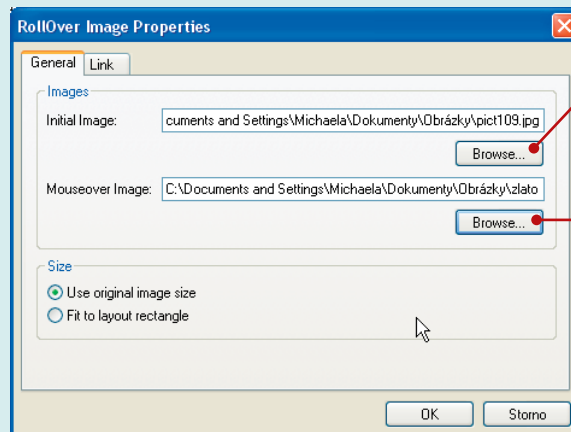 RollOver Image Properties
General Link
Images
Initial Image: cuments and Settings\Michaela\Dokumenty\Obrázky\pict109.jpg
Browse...
Mouseover Image: C:\Documents and Settings\Michaela\Dokumenty\Obrázky\zlato
Browse...
Size
Use original image size
Fit to layout rectangle
OK Storno